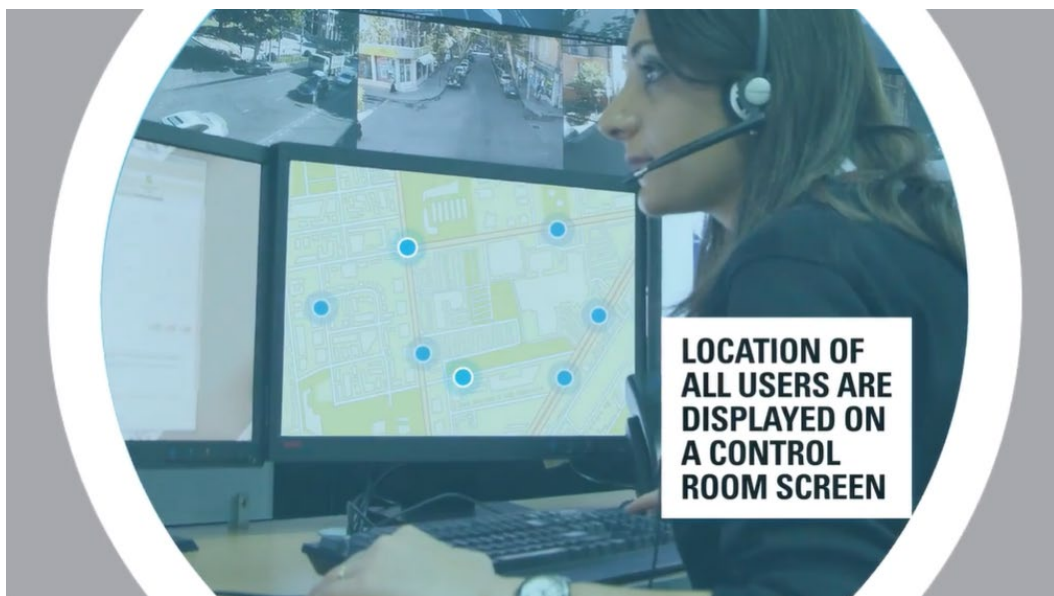 LOCATION OF
ALL USERS ARE
DISPLAYED ON
A CONTROL
ROOM SCREEN